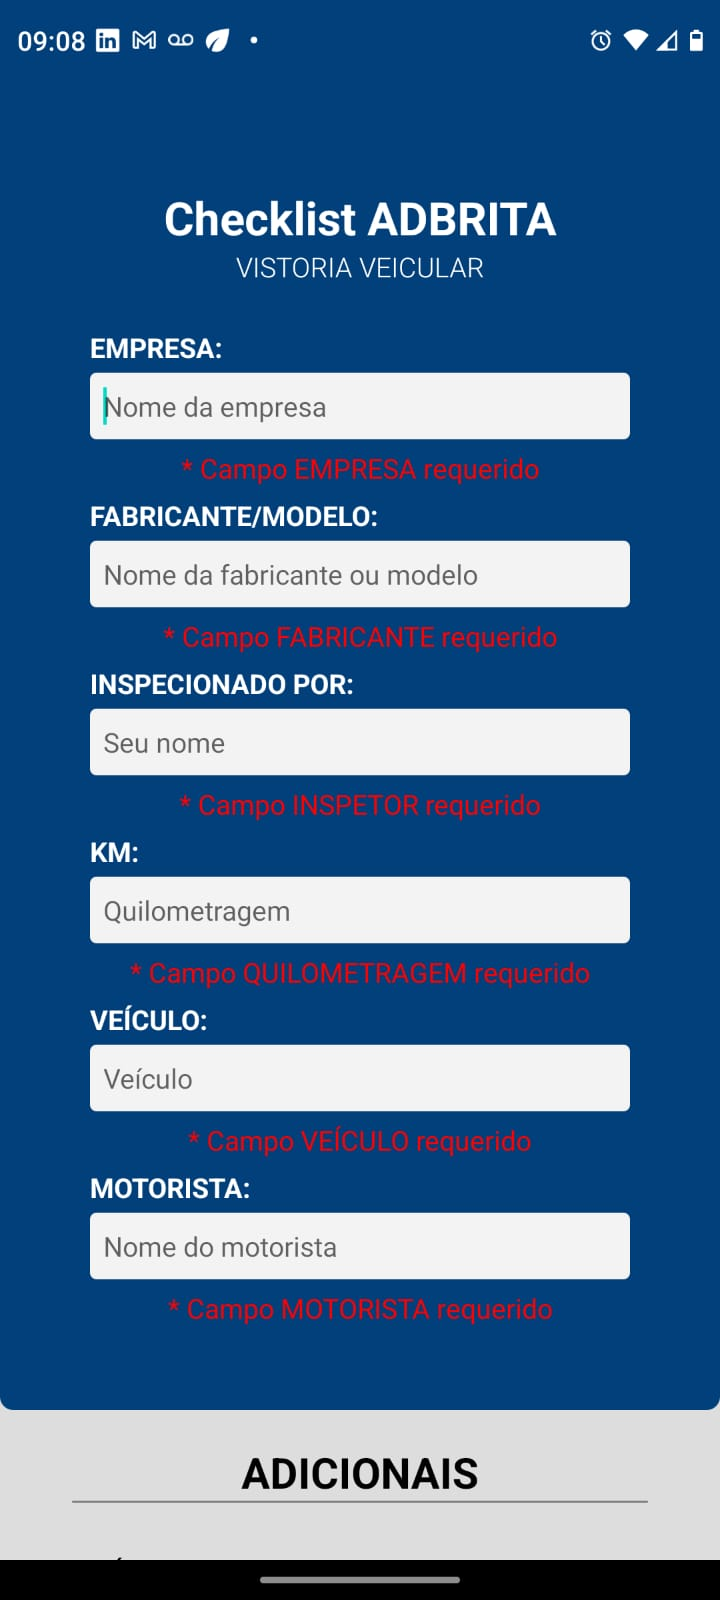 09:08
Checklist ADBRITA
VISTORIA VEICULAR
EMPRESA:
Nome da empresa
* Campo EMPRESA requerido
FABRICANTE/MODELO:
Nome da fabricante ou modelo
* Campo FABRICANTE requerido
INSPECIONADO POR:
Seu nome
* Campo INSPETOR requerido
KM:
Quilometragem
* Campo QUILOMETRAGEM requerido
VEÍCULO:
Veículo
* Campo VEÍCULO requerido
MOTORISTA:
Nome do motorista
* Campo MOTORISTA requerido
ADICIONAIS